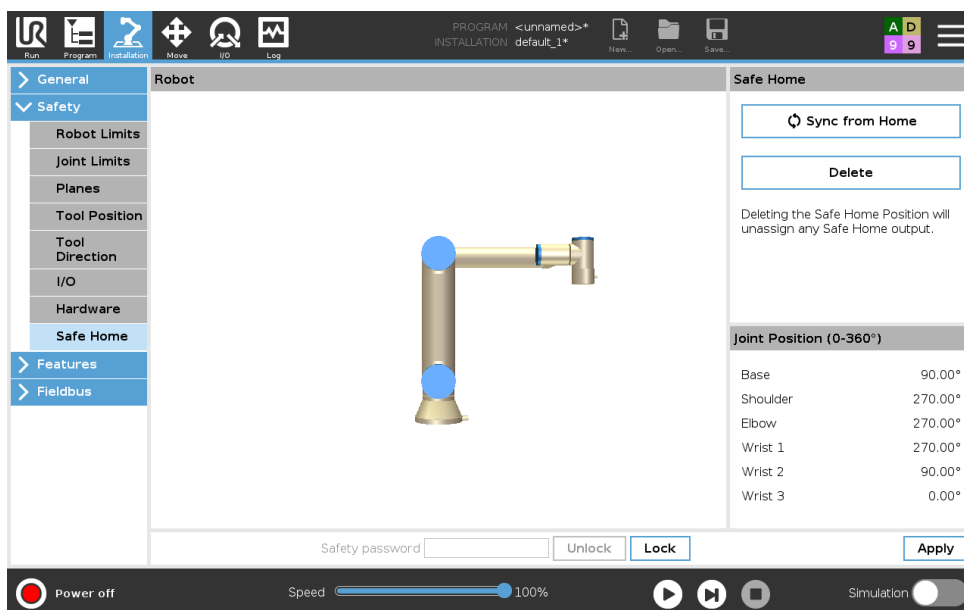 UR
Run
Program
Installation
Move
I/O
Log
PROGRAM <unnamed>*
INSTALLATION default_1*
New...
Open...
Save...
A D
9 9
General
Safety
Robot Limits
Joint Limits
Planes
Tool Position
Tool
Direction
I/O
Hardware
Safe Home
Features
Fieldbus
Robot
Safe Home
Sync from Home
Delete
Deleting the Safe Home Position will
unassign any Safe Home output.
Joint Position (0-360°)
Base 90.00°
Shoulder 270.00°
Elbow 270.00°
Wrist 1 270.00°
Wrist 2 90.00°
Wrist 3 0.00°
Safety password
Unlock
Lock
Apply
Power off
Speed 100%
Simulation